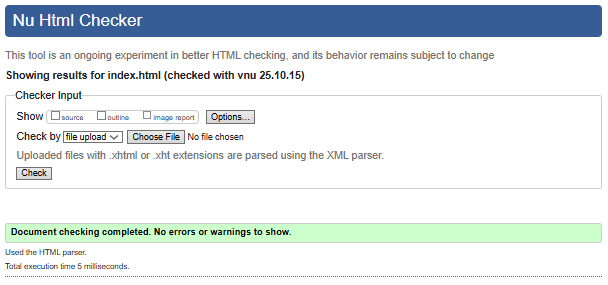 Nu Html Checker
This tool is an ongoing experiment in better HTML checking, and its behavior remains subject to change
Showing results for index.html (checked with vnu 25.10.15)
Checker Input
Show source outline image report Options...
Check by file upload Choose File No file chosen
Uploaded files with .xhtml or .xht extensions are parsed using the XML parser.
Check
Document checking completed. No errors or warnings to show.
Used the HTML parser.
Total execution time 5 milliseconds.